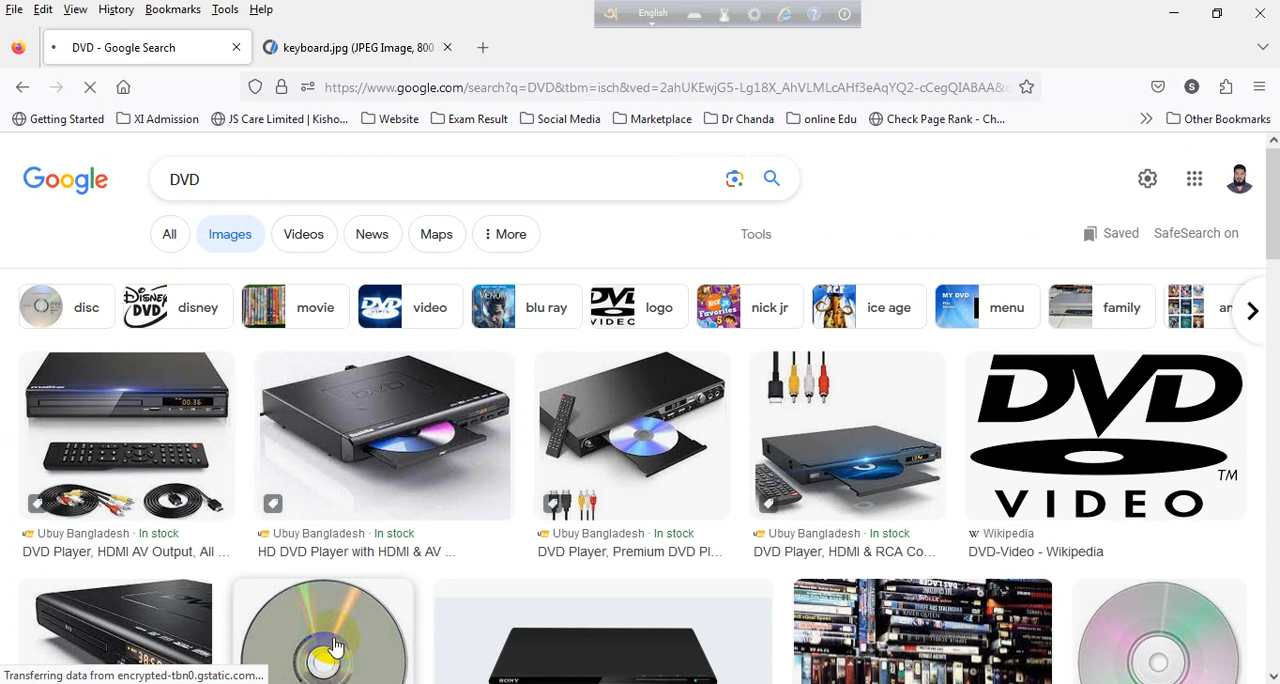 File Edit View History Bookmarks Tools Help
English
DVD - Google Search
keyboard.jpg (JPEG Image, 800
https://www.google.com/search?q=DVD&tbm=isch&ved=2ahUKEwjG5-Lg18X_AhVLMLcAHf3eAqYQ2-cCegQIABAA&
Getting Started XI Admission JS Care Limited | Kisho... Website Exam Result Social Media Marketplace Dr Chanda online Edu Check Page Rank - Ch... Other Bookmarks
Google DVD
All Images Videos News Maps More Tools Saved SafeSearch on
disc disney movie video blu ray logo nick jr ice age menu family
DVD VIDEO TM
Ubuy Bangladesh · In stock Ubuy Bangladesh · In stock Ubuy Bangladesh · In stock Ubuy Bangladesh · In stock W Wikipedia
DVD Player, HDMI AV Output, All ... HD DVD Player with HDMI & AV ... DVD Player, Premium DVD Pl... DVD Player, HDMI & RCA Co... DVD-Video - Wikipedia
SONY
Transferring data from encrypted-tbn0.gstatic.com...